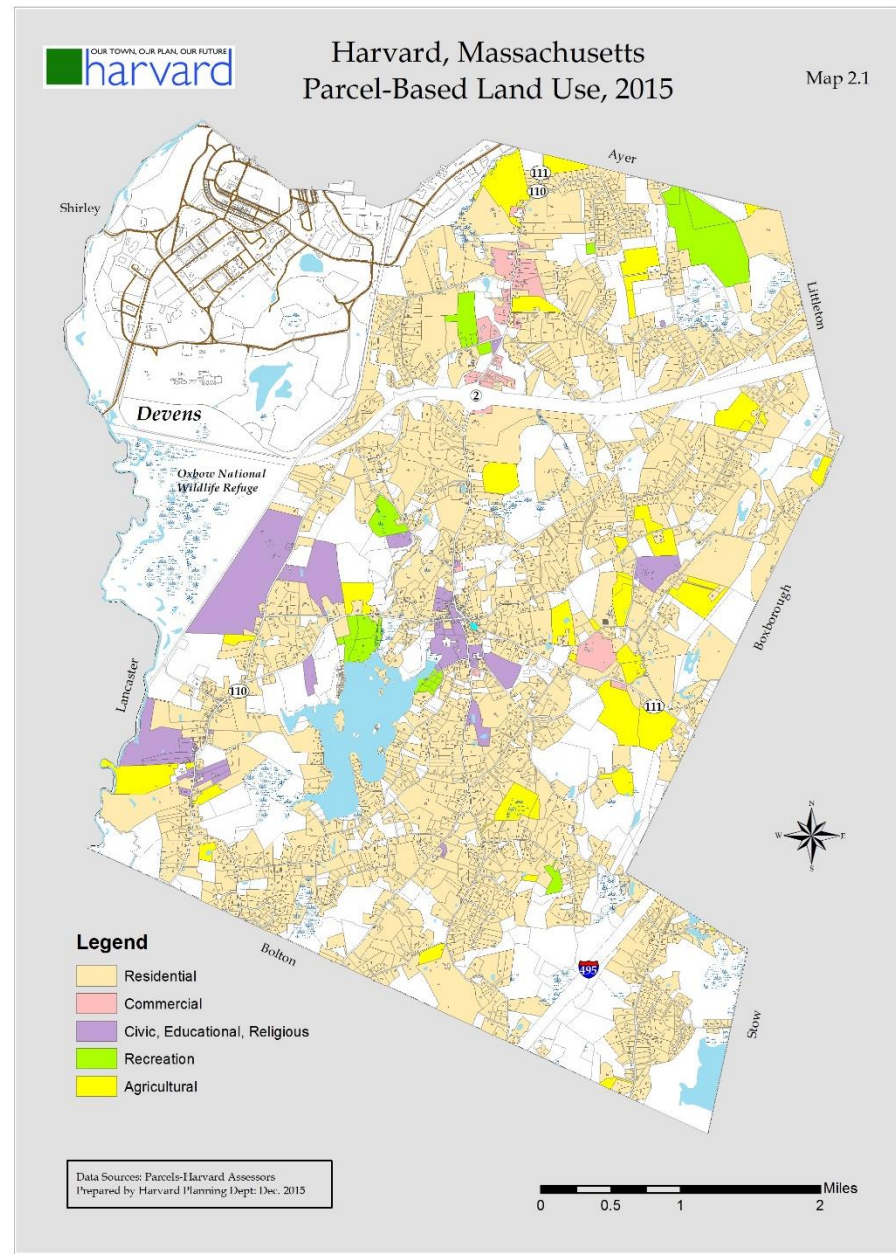 OUR TOWN, OUR PLAN, OUR FUTURE
harvard
Harvard, Massachusetts
Parcel-Based Land Use, 2015
Map 2.1
Ayer
111
110
Shirley
Littleton
2
Devens
Oxbow National
Wildlife Refuge
Boxborough
Lancaster
110
111
N
W E
S
Legend
Bolton
Residential
495
Commercial
Stow
Civic, Educational, Religious
Recreation
Agricultural
Data Sources: Parcels-Harvard Assessors
Prepared by Harvard Planning Dept: Dec. 2015
Miles
0 0.5 1 2